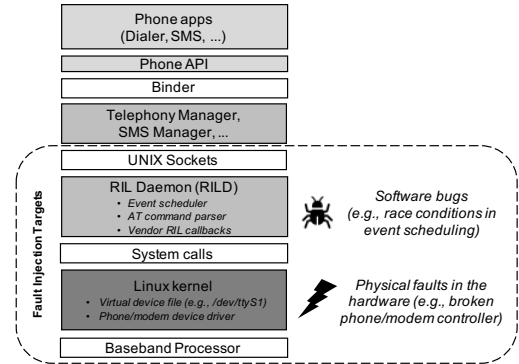 Phone apps
(Dialer, SMS, ...)
Phone API
Binder
Telephony Manager,
SMS Manager, ...
UNIX Sockets
RIL Daemon (RILD)
• Event scheduler
• AT command parser
• Vendor RIL callbacks
System calls
Linux kernel
• Virtual device file (e.g., /dev/ttyS1)
• Phone/modem device driver
Baseband Processor
Fault Injection Targets
Software bugs
(e.g., race conditions in
event scheduling)
Physical faults in the
hardware (e.g., broken
phone/modem controller)